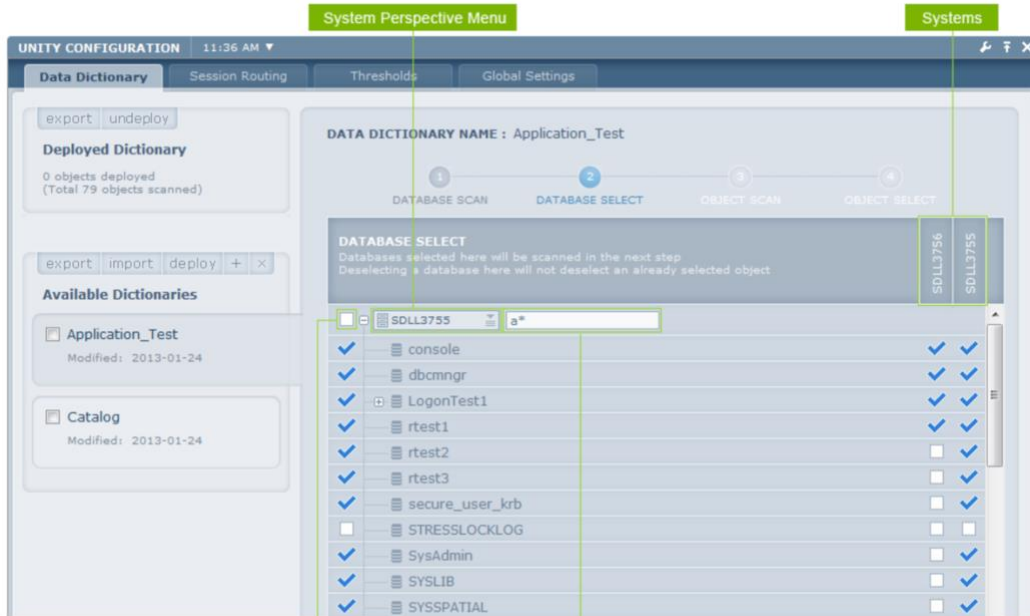 System Perspective Menu
Systems
UNITY CONFIGURATION 11:36 AM ▼
Data Dictionary Session Routing Thresholds Global Settings
export undeploy
Deployed Dictionary
0 objects deployed
(Total 79 objects scanned)
export import deploy + ×
Available Dictionaries
Application_Test
Modified: 2013-01-24
Catalog
Modified: 2013-01-24
DATA DICTIONARY NAME : Application_Test
1 2 3 4
DATABASE SCAN DATABASE SELECT OBJECT SCAN OBJECT SELECT
DATABASE SELECT
Databases selected here will be scanned in the next step
Deselecting a database here will not deselect an already selected object
SDLL3756
SDLL3755
SDLL3755 a*
console
dbcmngr
LogonTest1
rtest1
rtest2
rtest3
secure_user_krb
STRESSLOCKLOG
SysAdmin
SYSLIB
SYSSPATIAL